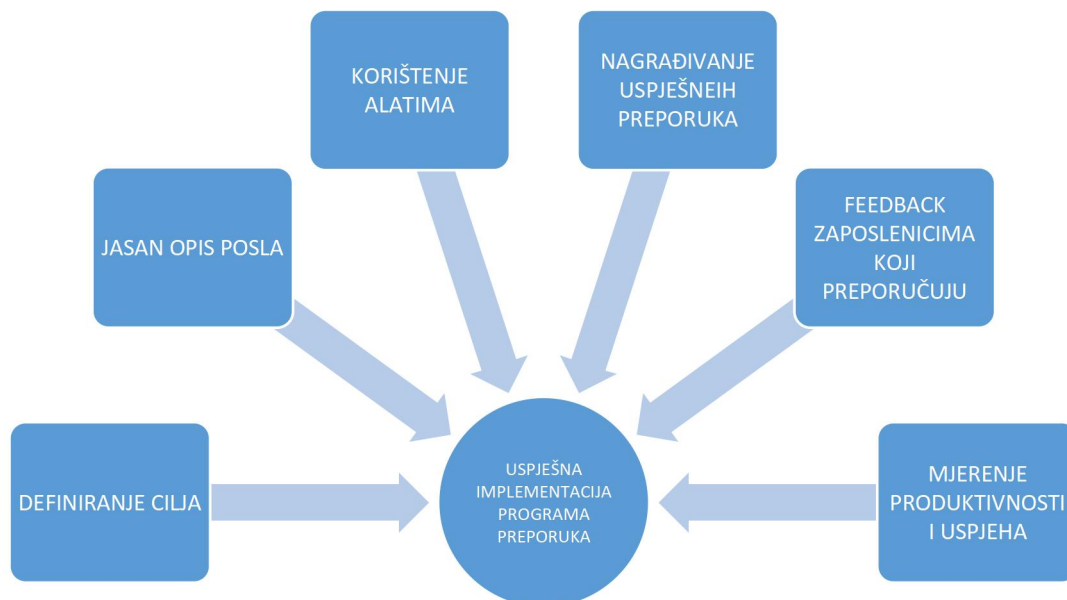 KORIŠTENJE
ALATIMA
NAGRAĐIVANJE
USPJEŠNEIH
PREPORUKA
JASAN OPIS POSLA
FEEDBACK
ZAPOSLENICIMA
KOJI
PREPORUČUJU
DEFINIRANJE CILJA
USPJEŠNA
IMPLEMENTACIJA
PROGRAMA
PREPORUKA
MJERENJE
PRODUKTIVNOSTI
I USPJEHA